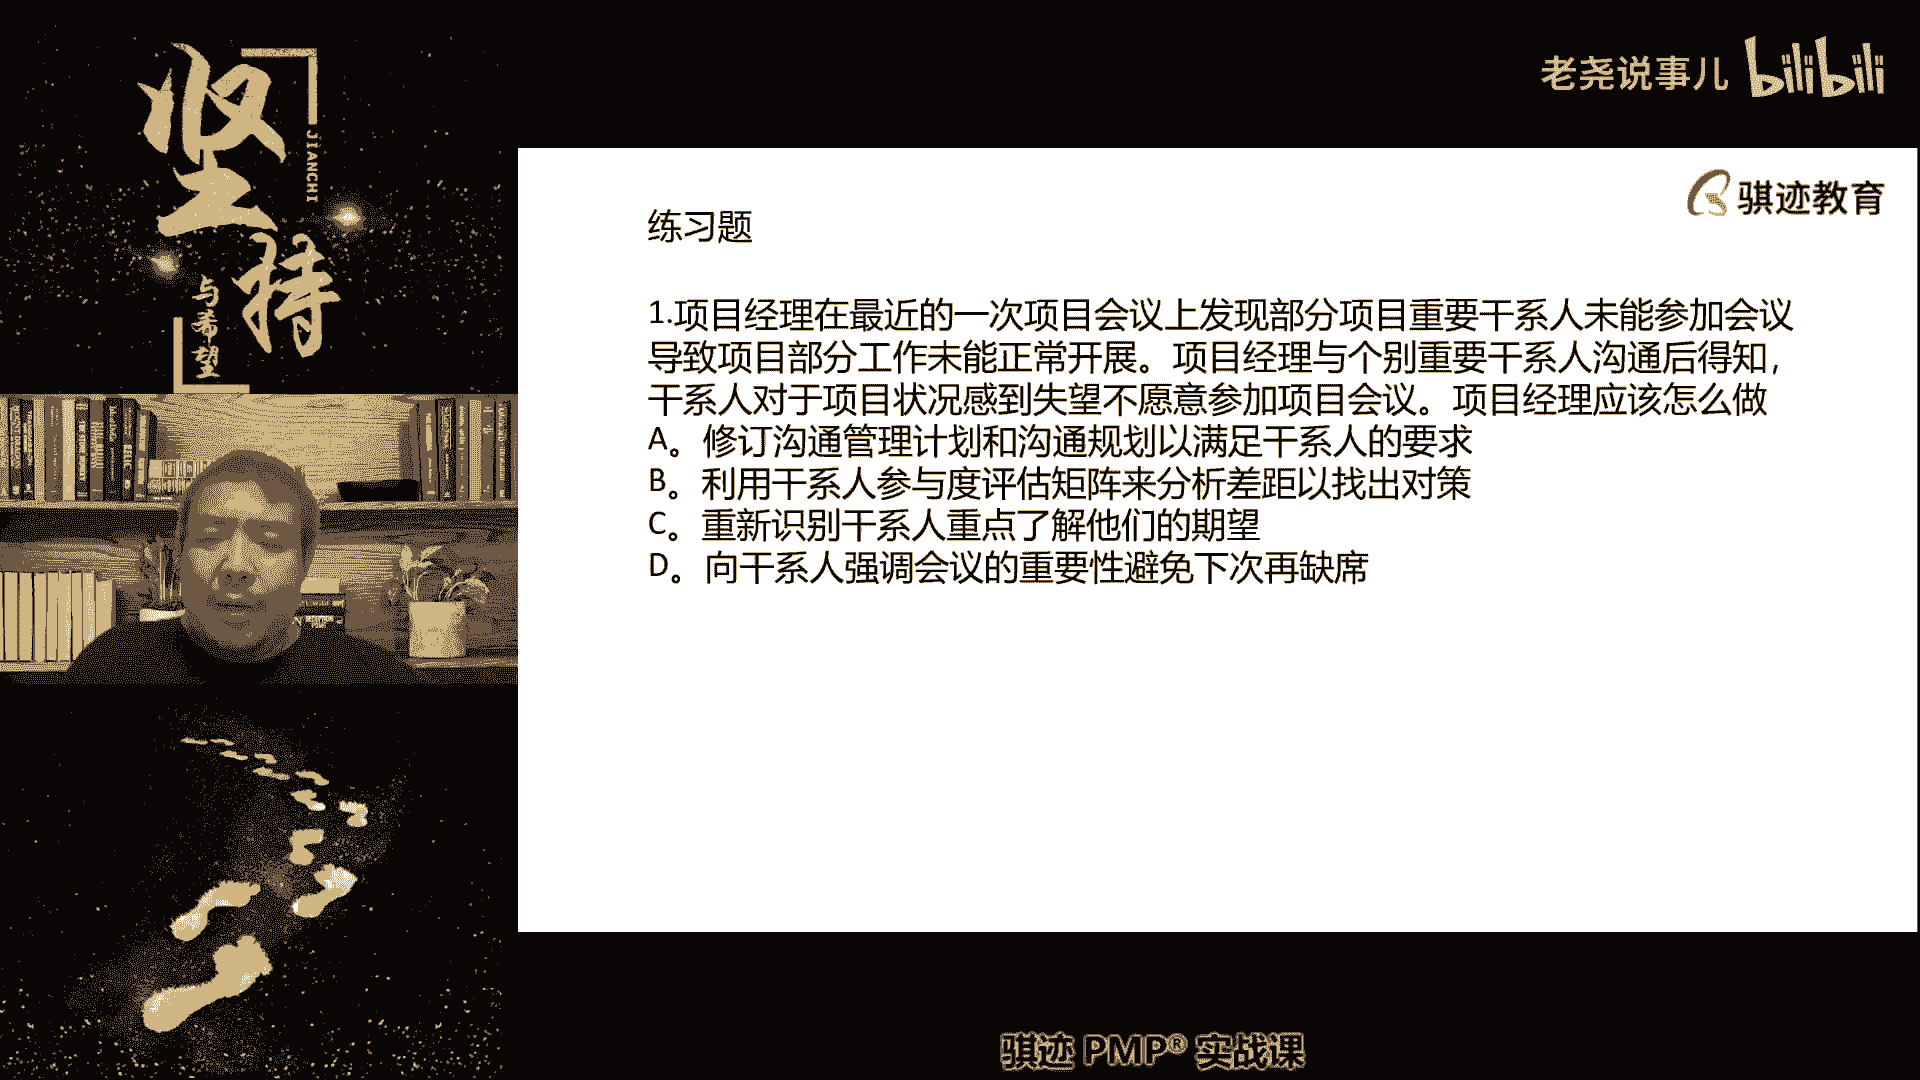 坚持
JIANCHI
与希望
老尧说事儿 bilibili
骐迹教育
练习题
1.项目经理在最近的一次项目会议上发现部分项目重要干系人未能参加会议
导致项目部分工作未能正常开展。项目经理与个别重要干系人沟通后得知，
干系人对于项目状况感到失望不愿意参加项目会议。项目经理应该怎么做
A。修订沟通管理计划和沟通规划以满足干系人的要求
B。利用干系人参与度评估矩阵来分析差距以找出对策
C。重新识别干系人重点了解他们的期望
D。向干系人强调会议的重要性避免下次再缺席
骐迹 PMP® 实战课